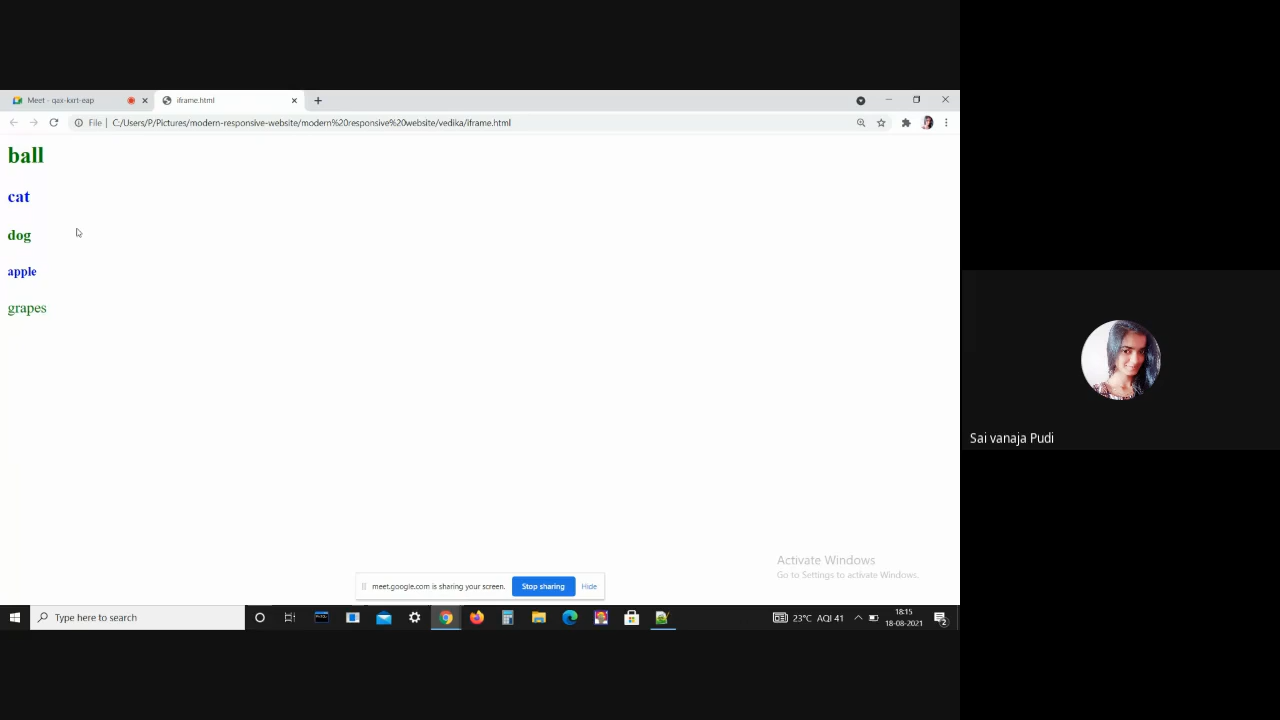 Meet - qax-kxrt-eap
iframe.html
File | C:/Users/P/Pictures/modern-responsive-website/modern%20responsive%20website/vedika/iframe.html
ball
cat
dog
apple
grapes
Sai vanaja Pudi
Activate Windows
Go to Settings to activate Windows.
meet.google.com is sharing your screen.
Stop sharing
Hide
Type here to search
23°C AQI 41
18:15
18-08-2021
2